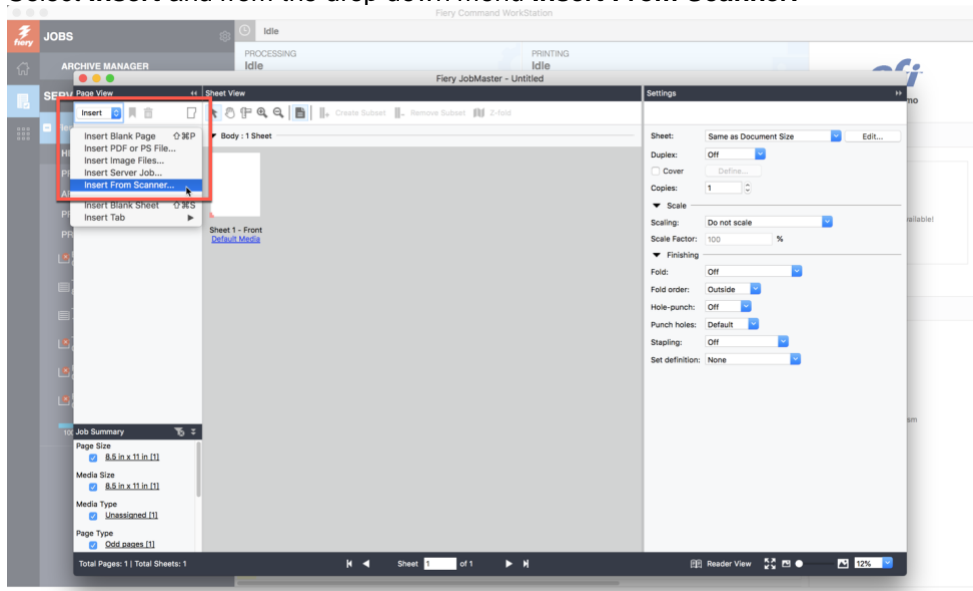 Select Insert and from the drop down menu Insert From Scanner.
Fiery Command WorkStation
fiery
JOBS
Idle
ARCHIVE MANAGER
PROCESSING
Idle
PRINTING
Idle
efi
Fiery JobMaster - Untitled
Page View
Sheet View
Settings
Insert
Create Subset
Remove Subset
Z-fold
Insert Blank Page ⇧⌘P
Insert PDF or PS File...
Insert Image Files...
Insert Server Job...
Insert From Scanner...
Insert Blank Sheet ⇧⌘S
Insert Tab
Body : 1 Sheet
Sheet 1 - Front
Default Media
Sheet: Same as Document Size Edit...
Duplex: Off
Cover Define...
Copies: 1
Scale
Scaling: Do not scale
Scale Factor: 100 %
Finishing
Fold: Off
Fold order: Outside
Hole-punch: Off
Punch holes: Default
Stapling: Off
Set definition: None
Job Summary
Page Size
8.5 in x 11 in [1]
Media Size
8.5 in x 11 in [1]
Media Type
Unassigned [1]
Page Type
Odd pages [1]
Total Pages: 1 | Total Sheets: 1
Sheet 1 of 1
Reader View
12%